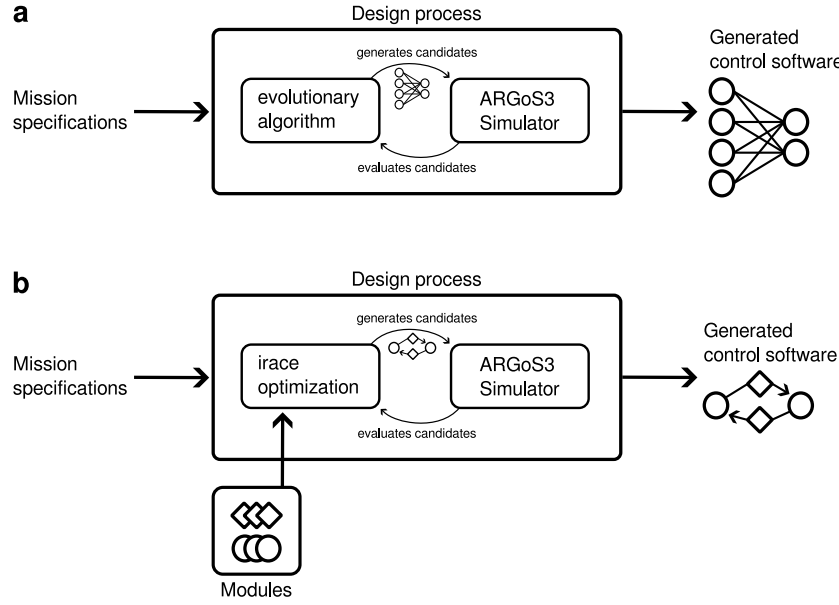 a
Design process
generates candidates
Mission
specifications
evolutionary
algorithm
ARGoS3
Simulator
evaluates candidates
Generated
control software
b
Design process
generates candidates
Mission
specifications
irace
optimization
ARGoS3
Simulator
evaluates candidates
Generated
control software
Modules